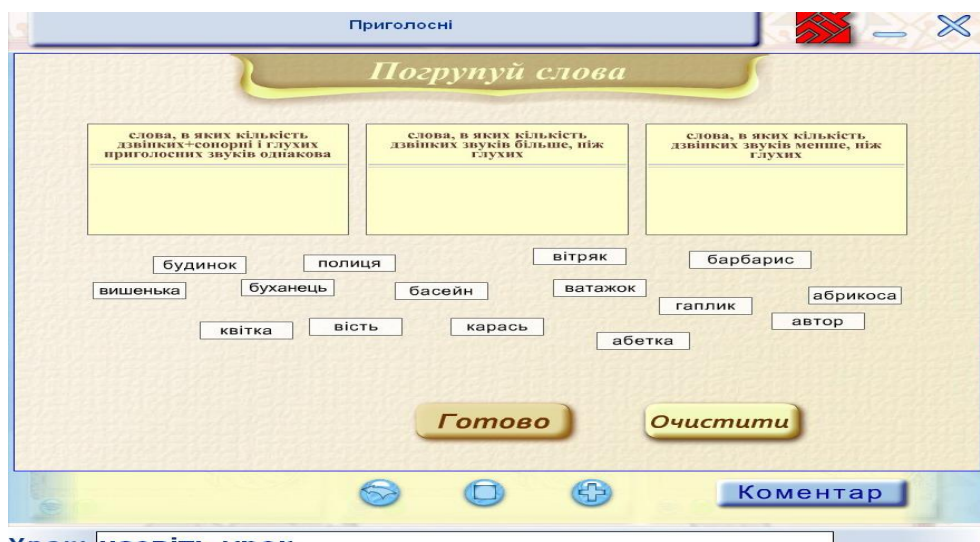 Приголосні
Погрупуй слова
слова, в яких кількість
дзвінких+сонорні і глухих
приголосних звуків однакова
слова, в яких кількість
дзвінких звуків більше, ніж
глухих
слова, в яких кількість
дзвінких звуків менше, ніж
глухих
будинок
полиця
вітряк
барбарис
вишенька
буханець
басейн
ватажок
гаплик
абрикоса
квітка
вість
карась
абетка
автор
Готово
Очистити
Коментар